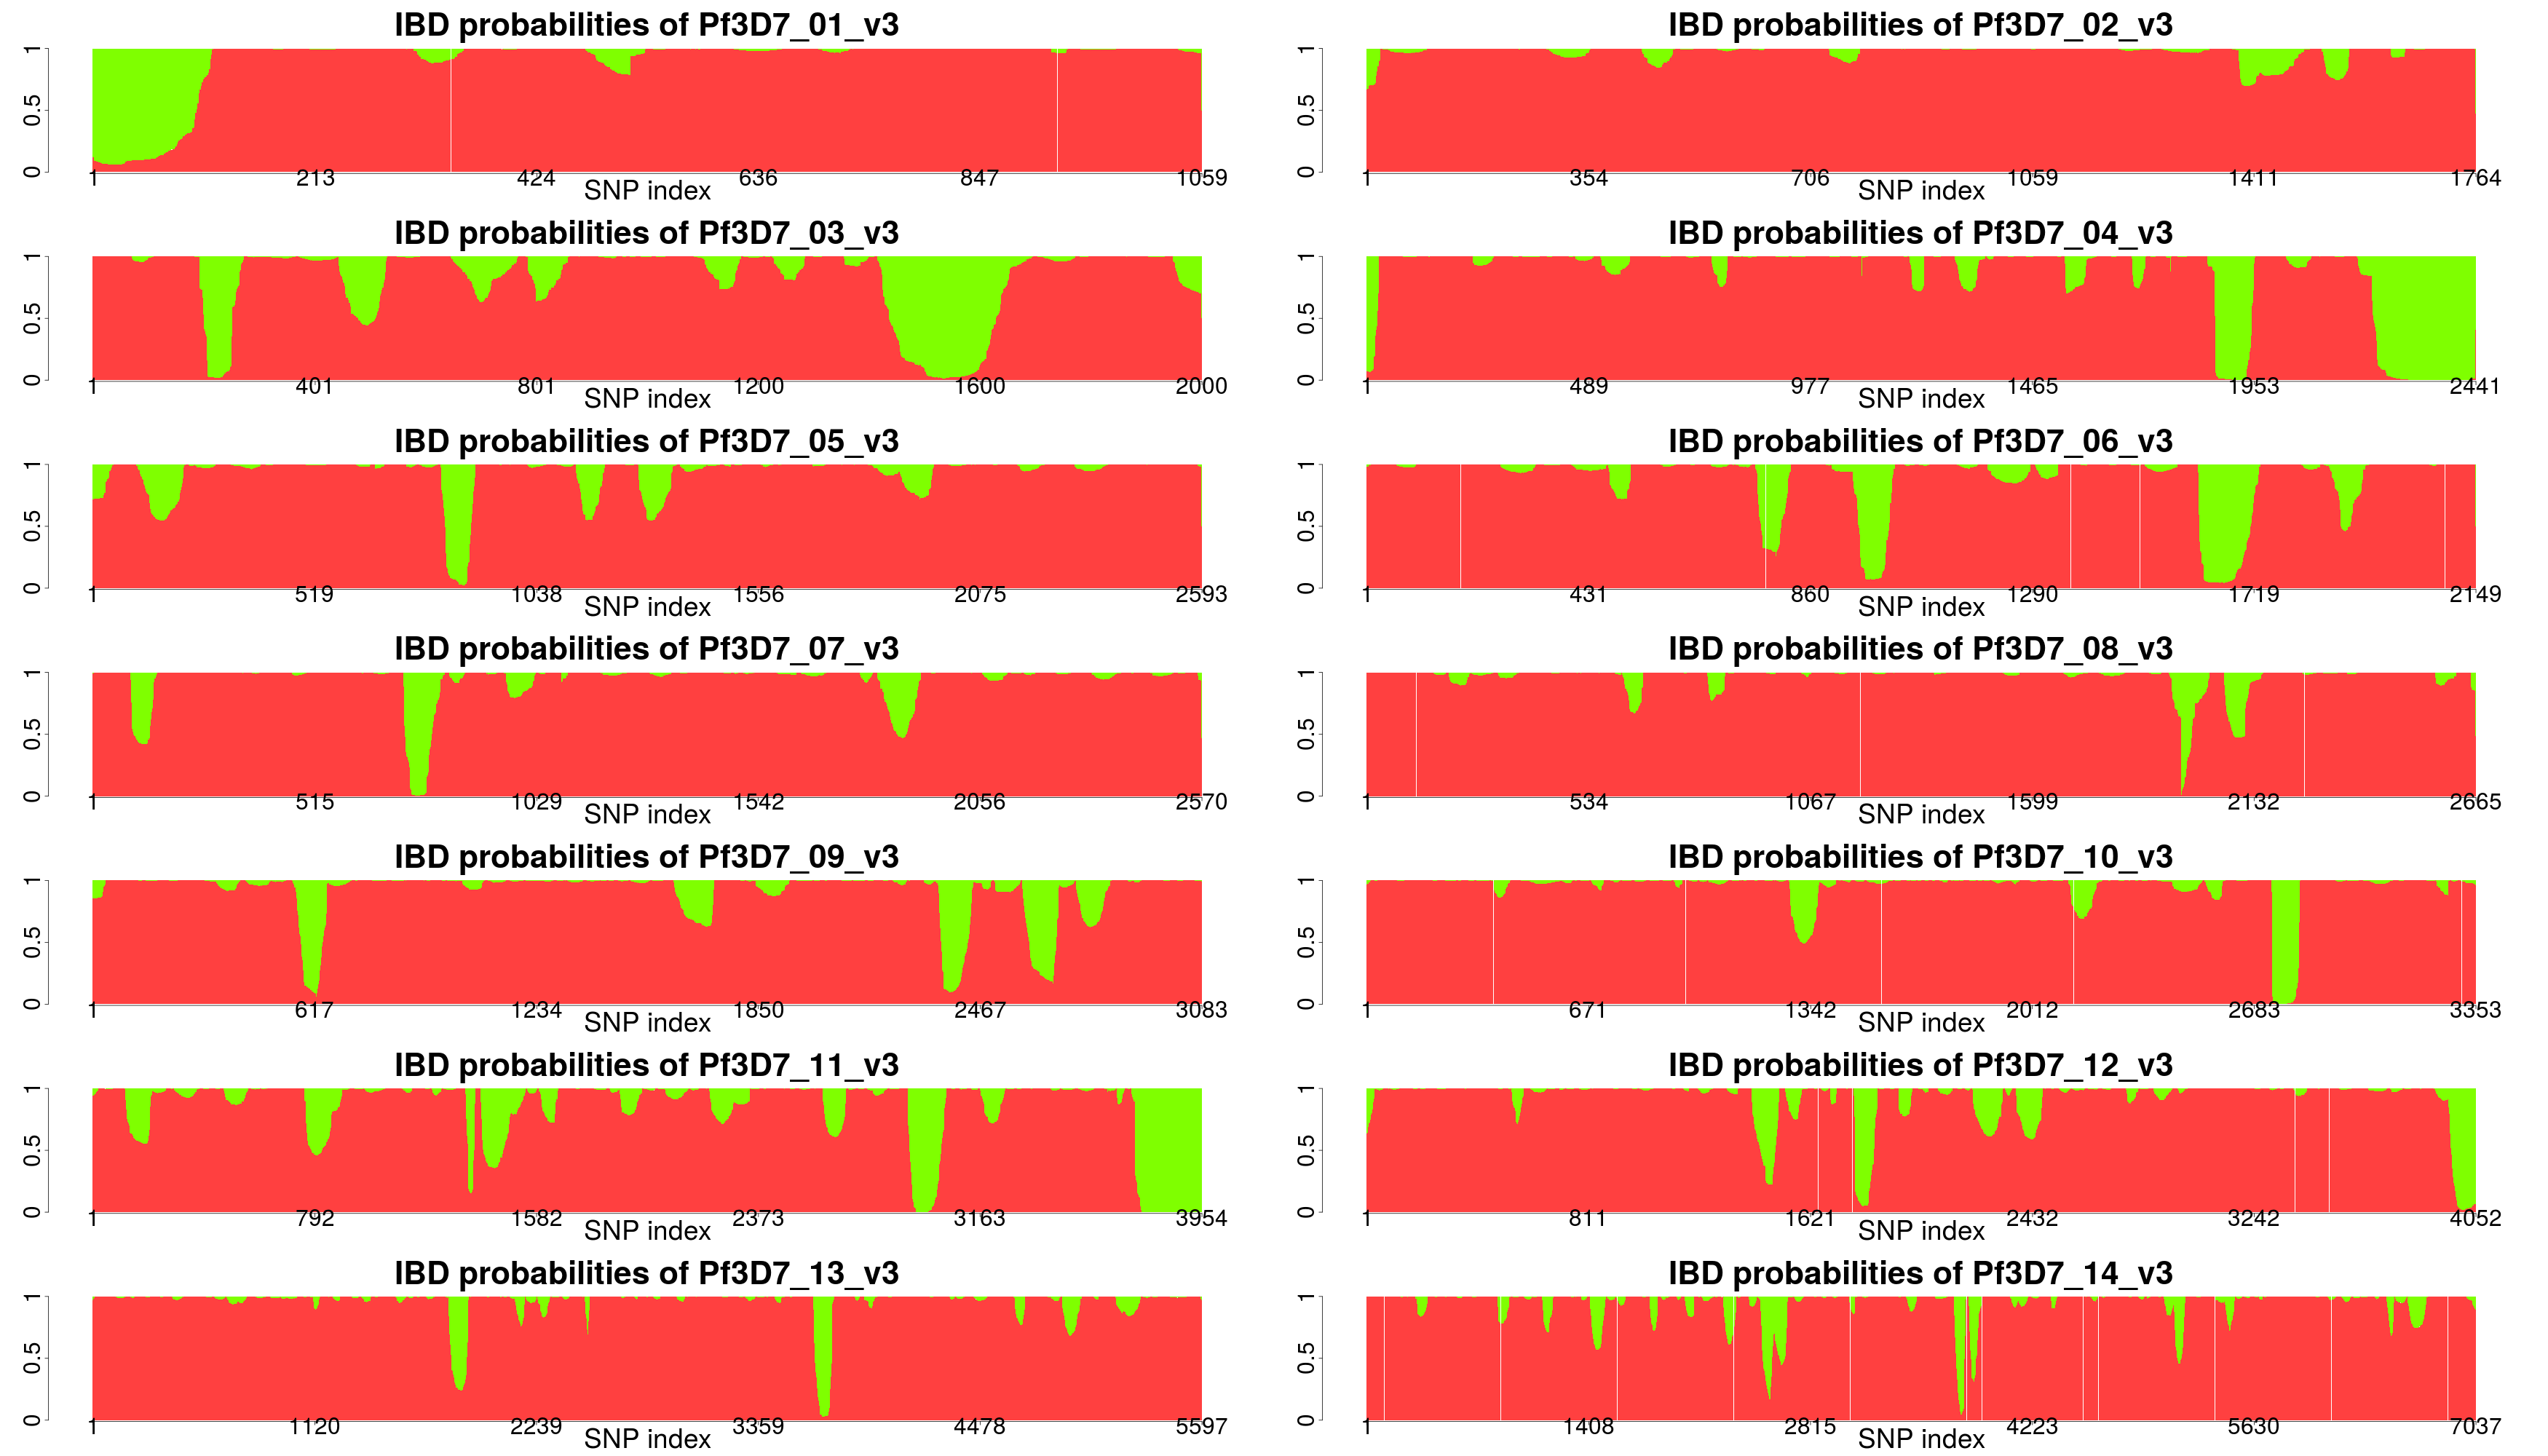 IBD probabilities of Pf3D7_01_v3
0 0.5 1
1 213 424 636 847 1059
SNP index
IBD probabilities of Pf3D7_02_v3
0 0.5 1
1 354 706 1059 1411 1764
SNP index
IBD probabilities of Pf3D7_03_v3
0 0.5 1
1 401 801 1200 1600 2000
SNP index
IBD probabilities of Pf3D7_04_v3
0 0.5 1
1 489 977 1465 1953 2441
SNP index
IBD probabilities of Pf3D7_05_v3
0 0.5 1
1 519 1038 1556 2075 2593
SNP index
IBD probabilities of Pf3D7_06_v3
0 0.5 1
1 431 860 1290 1719 2149
SNP index
IBD probabilities of Pf3D7_07_v3
0 0.5 1
1 515 1029 1542 2056 2570
SNP index
IBD probabilities of Pf3D7_08_v3
0 0.5 1
1 534 1067 1599 2132 2665
SNP index
IBD probabilities of Pf3D7_09_v3
0 0.5 1
1 617 1234 1850 2467 3083
SNP index
IBD probabilities of Pf3D7_10_v3
0 0.5 1
1 671 1342 2012 2683 3353
SNP index
IBD probabilities of Pf3D7_11_v3
0 0.5 1
1 792 1582 2373 3163 3954
SNP index
IBD probabilities of Pf3D7_12_v3
0 0.5 1
1 811 1621 2432 3242 4052
SNP index
IBD probabilities of Pf3D7_13_v3
0 0.5 1
1 1120 2239 3359 4478 5597
SNP index
IBD probabilities of Pf3D7_14_v3
0 0.5 1
1 1408 2815 4223 5630 7037
SNP index